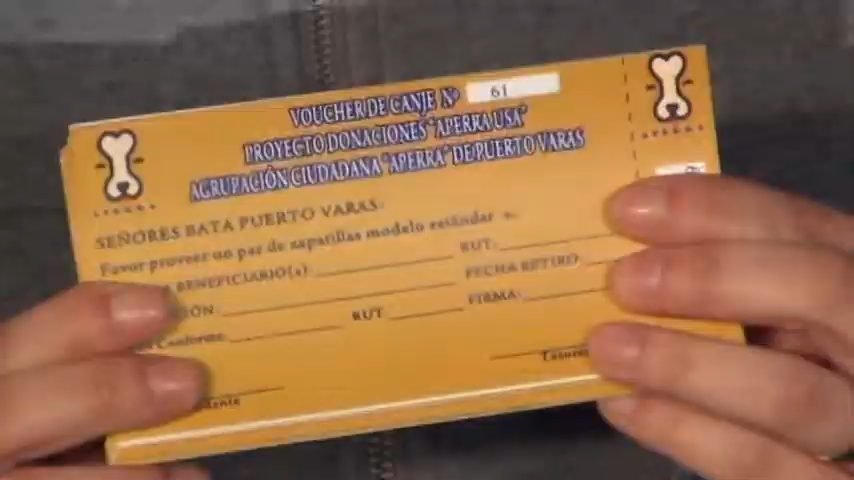 VOUCHER DE CANJE Nº 61
PROYECTO DONACIONES "APERRA USA"
AGRUPACIÓN CIUDADANA "APERRA" DE PUERTO VARAS
SEÑORES BATA PUERTO VARAS:
Favor proveer un par de zapatillas modelo estándar
BENEFICIARIO(a): RUT:
FECHA RETIRO
FIRMA:
Conforme RUT